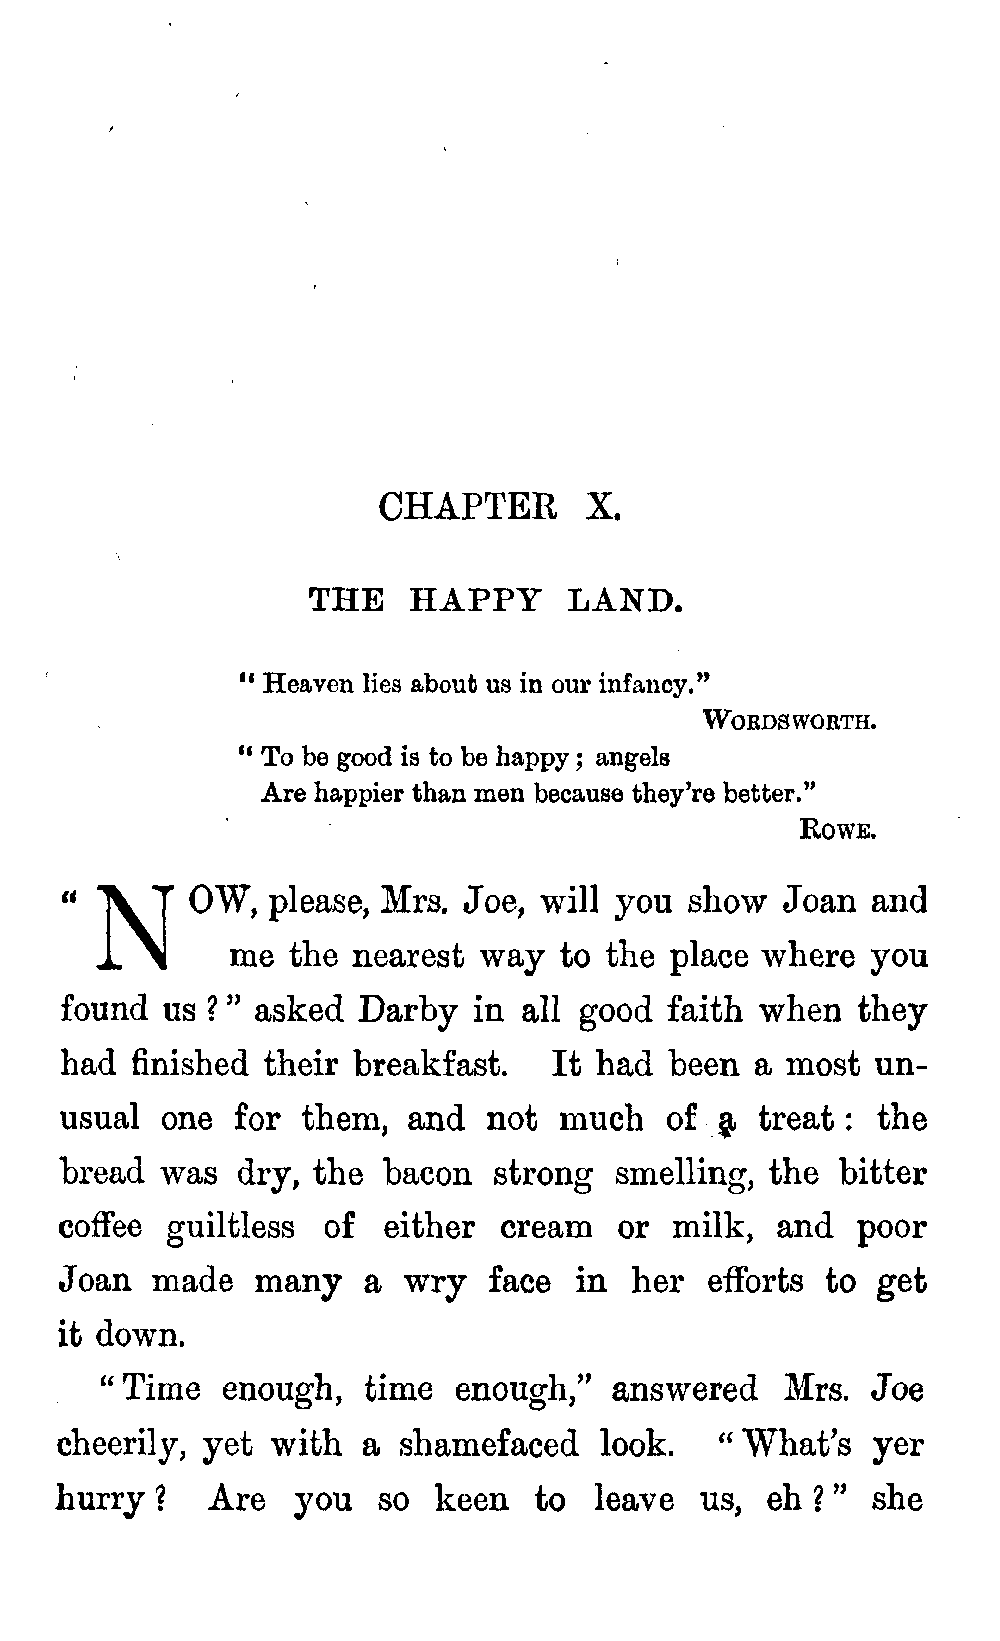 CHAPTER X.
THE HAPPY LAND.
"Heaven lies about us in our infancy."
WORDSWORTH.
"To be good is to be happy; angels
Are happier than men because they're better."
ROWE.
"NOW, please, Mrs. Joe, will you show Joan and
me the nearest way to the place where you
found us?" asked Darby in all good faith when they
had finished their breakfast. It had been a most un-
usual one for them, and not much of a treat: the
bread was dry, the bacon strong smelling, the bitter
coffee guiltless of either cream or milk, and poor
Joan made many a wry face in her efforts to get
it down.
"Time enough, time enough," answered Mrs. Joe
cheerily, yet with a shamefaced look. "What's yer
hurry? Are you so keen to leave us, eh?" she